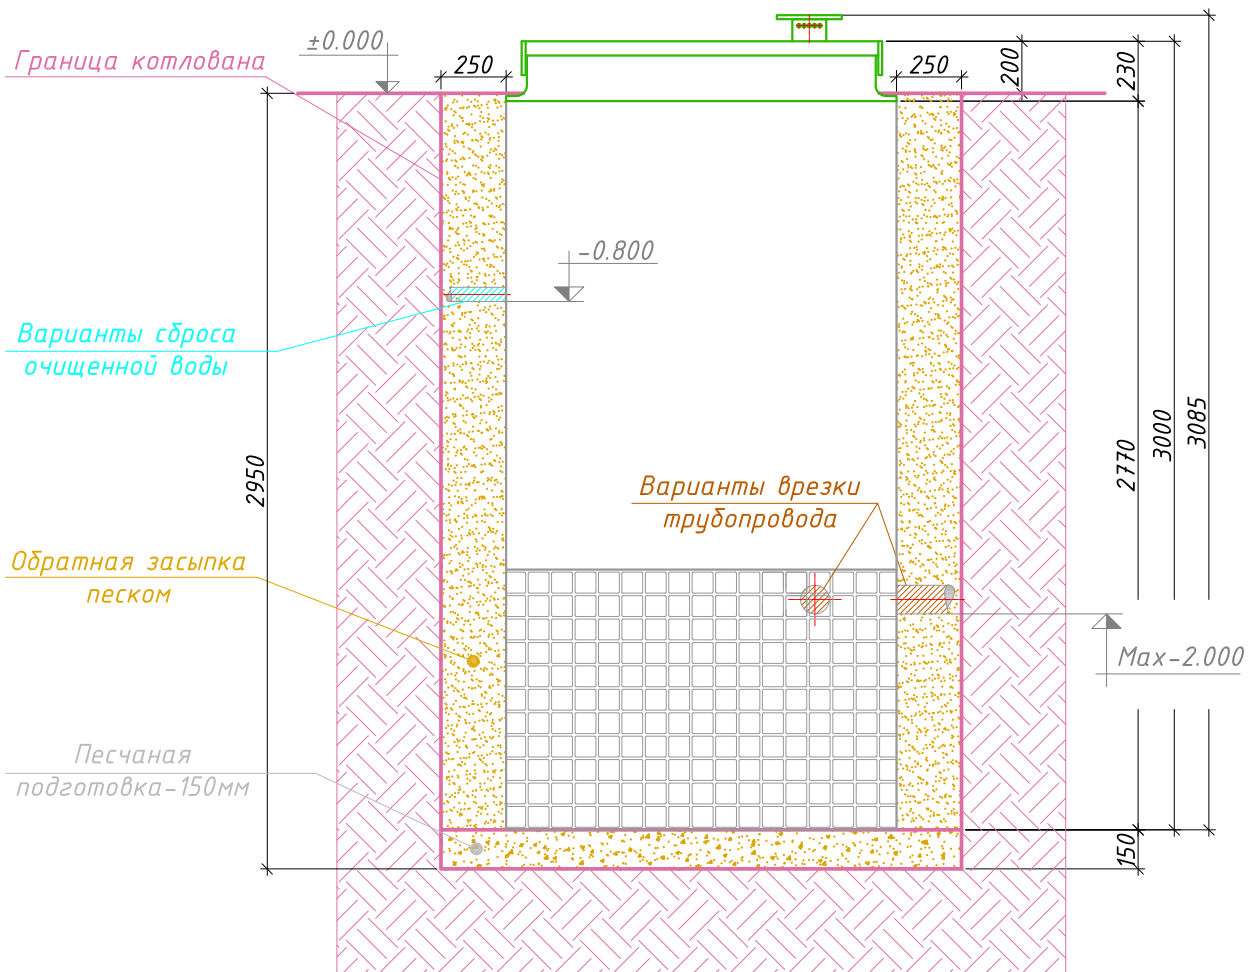 ±0.000
Граница котлована
250
250
200
230
-0.800
Варианты сброса
очищенной воды
2950
3085
3000
2770
Варианты врезки
трубопровода
Обратная засыпка
песком
Max-2.000
Песчаная
подготовка-150мм
150